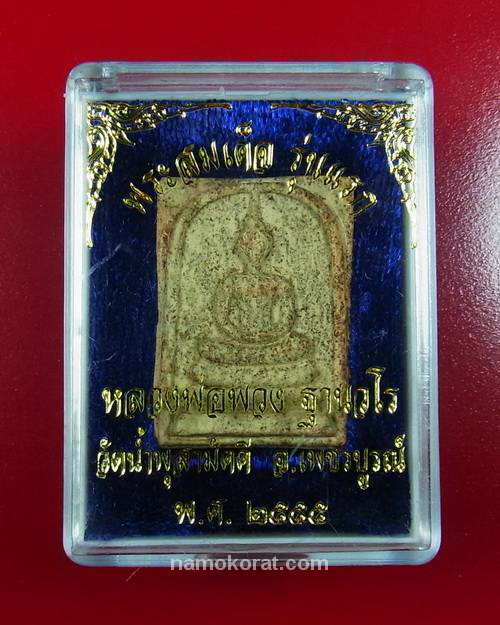 พระสมเด็จ รุ่นแรก
หลวงพ่อพวง ฐานวโร
วัดน้ำพุสามัคคี จ.เพชรบูรณ์
พ.ศ. ๒๕๕๕
namokorat.com